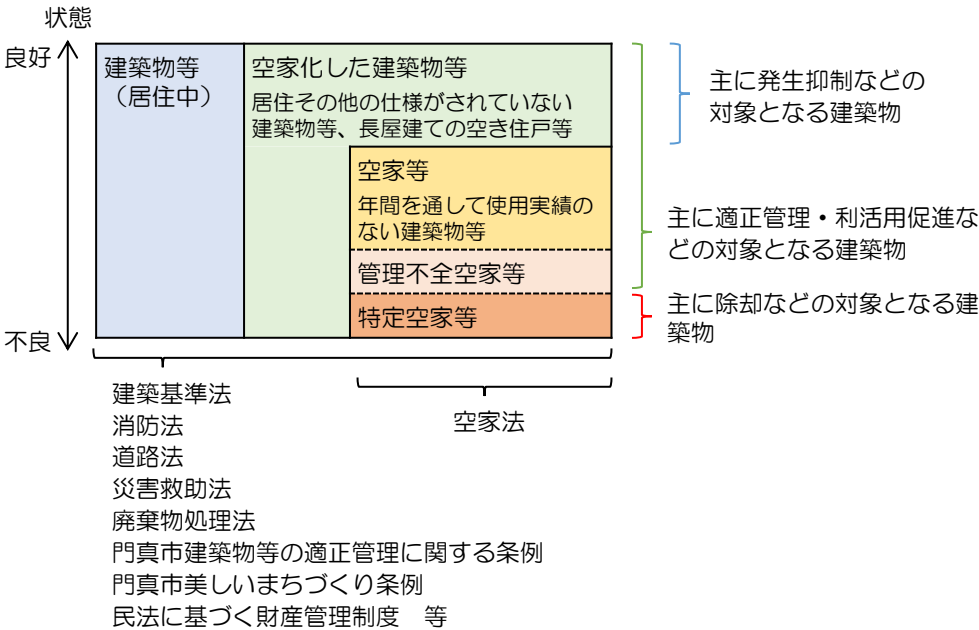 状態
良好
不良
建築物等
（居住中）
空家化した建築物等
居住その他の仕様がされていない
建築物等、長屋建ての空き住戸等
空家等
年間を通して使用実績の
ない建築物等
管理不全空家等
特定空家等
主に発生抑制などの
対象となる建築物
主に適正管理・利活用促進な
どの対象となる建築物
主に除却などの対象となる建
築物
建築基準法
消防法
道路法
災害救助法
廃棄物処理法
門真市建築物等の適正管理に関する条例
門真市美しいまちづくり条例
民法に基づく財産管理制度　等
空家法